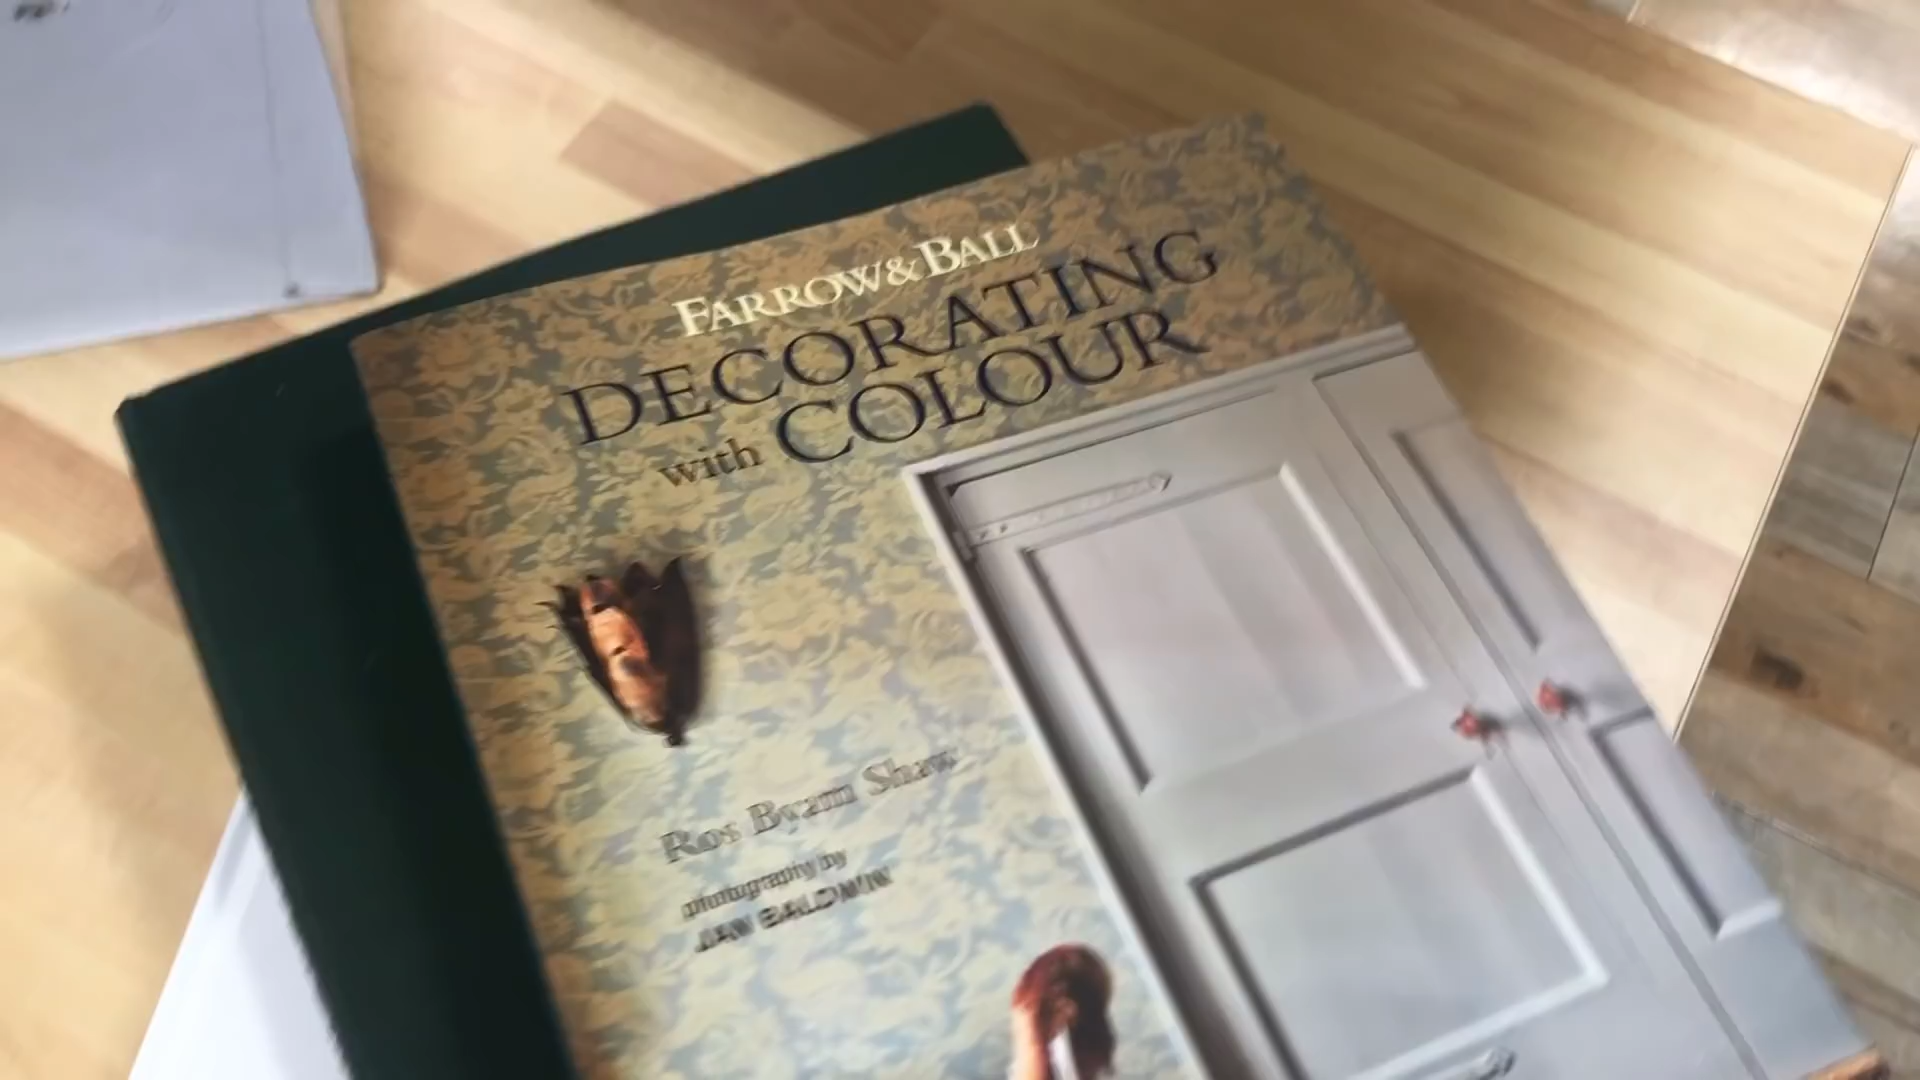 FARROW & BALL
DECORATING
with COLOUR
Ros Byam Shaw
photography by
JAN BALDWIN